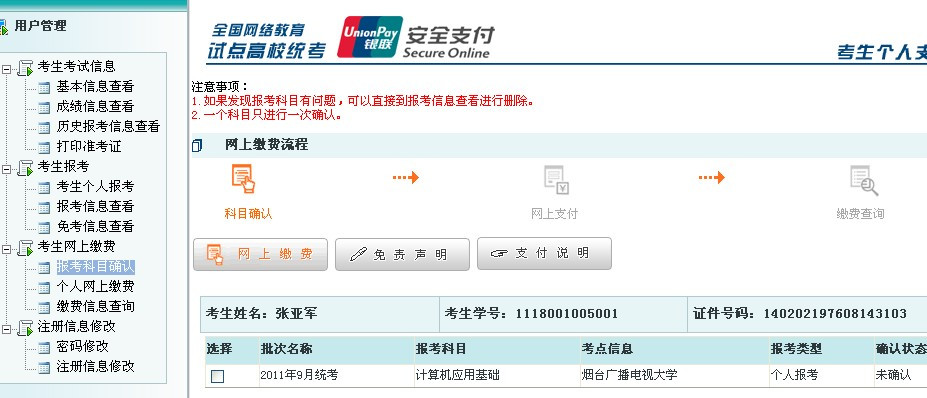 用户管理
考生考试信息
基本信息查看
成绩信息查看
历史报考信息查看
打印准考证
考生报考
考生个人报考
报考信息查看
免考信息查看
考生网上缴费
报考科目确认
个人网上缴费
缴费信息查询
注册信息修改
密码修改
注册信息修改
全国网络教育
试点高校统考
UnionPay
银联
安全支付
Secure Online
考生个人支
注意事项：
1.如果发现报考科目有问题，可以直接到报考信息查看进行删除。
2.一个科目只进行一次确认。
网上缴费流程
科目确认
网上支付
缴费查询
网上缴费
免责声明
支付说明
考生姓名：张亚军 考生学号：1118001005001 证件号码：140202197608143103
选择 批次名称 报考科目 考点信息 报考类型 确认状态
2011年9月统考 计算机应用基础 烟台广播电视大学 个人报考 未确认